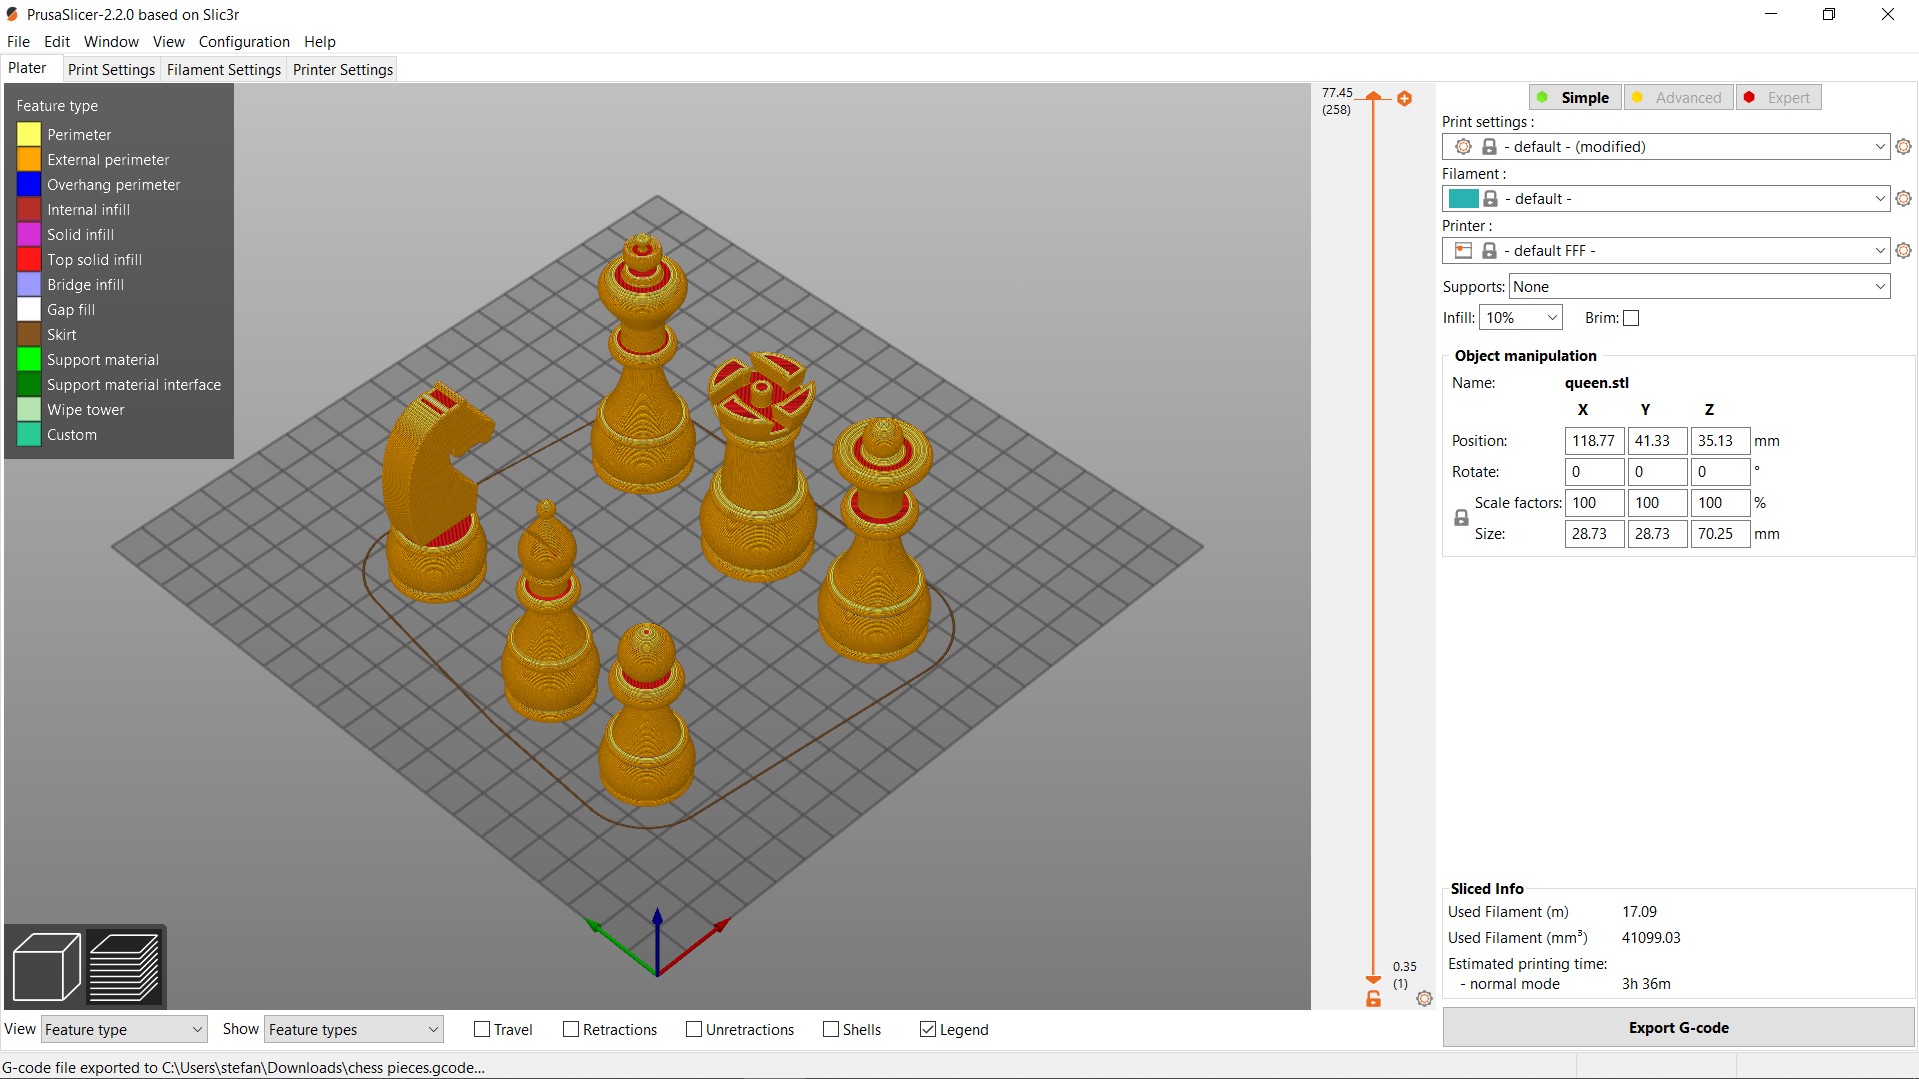 PrusaSlicer-2.2.0 based on Slic3r
File Edit Window View Configuration Help
Plater Print Settings Filament Settings Printer Settings
Feature type
Perimeter
External perimeter
Overhang perimeter
Internal infill
Solid infill
Top solid infill
Bridge infill
Gap fill
Skirt
Support material
Support material interface
Wipe tower
Custom
77.45
(258)
0.35
(1)
Simple Advanced Expert
Print settings :
- default - (modified)
Filament :
- default -
Printer :
- default FFF -
Supports: None
Infill: 10% Brim:
Object manipulation
Name: queen.stl
X Y Z
Position: 118.77 41.33 35.13 mm
Rotate: 0 0 0 °
Scale factors: 100 100 100 %
Size: 28.73 28.73 70.25 mm
Sliced Info
Used Filament (m) 17.09
Used Filament (mm³) 41099.03
Estimated printing time:
- normal mode 3h 36m
Export G-code
View Feature type Show Feature types Travel Retractions Unretractions Shells Legend
G-code file exported to C:\Users\stefan\Downloads\chess pieces.gcode...